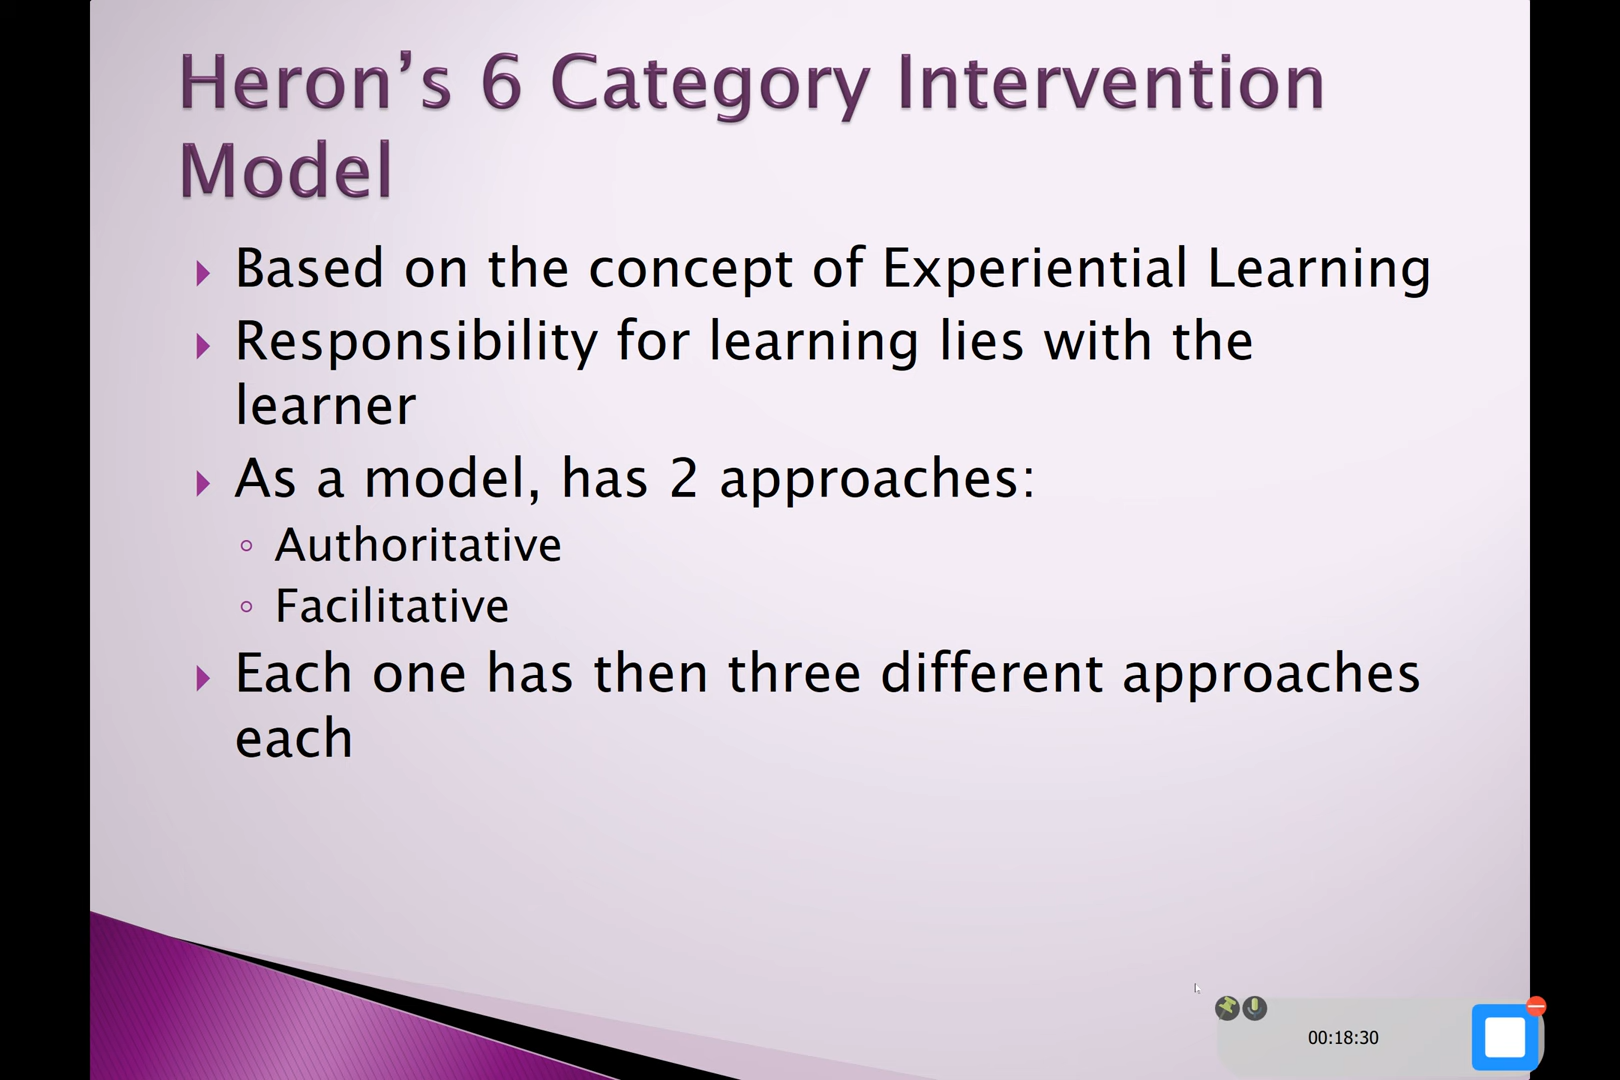 Heron’s 6 Category Intervention
Model
Based on the concept of Experiential Learning
Responsibility for learning lies with the
learner
As a model, has 2 approaches:
Authoritative
Facilitative
Each one has then three different approaches
each
00:18:30